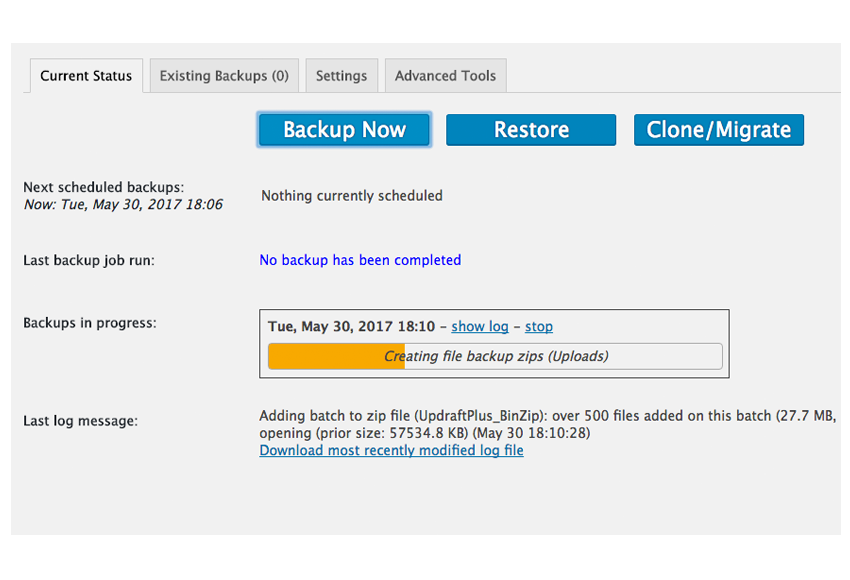 Current Status
Existing Backups (0)
Settings
Advanced Tools
Backup Now
Restore
Clone/Migrate
Next scheduled backups:
Now: Tue, May 30, 2017 18:06
Nothing currently scheduled
Last backup job run:
No backup has been completed
Backups in progress:
Tue, May 30, 2017 18:10 – show log – stop
Creating file backup zips (Uploads)
Last log message:
Adding batch to zip file (UpdraftPlus_BinZip): over 500 files added on this batch (27.7 MB,
opening (prior size: 57534.8 KB) (May 30 18:10:28)
Download most recently modified log file